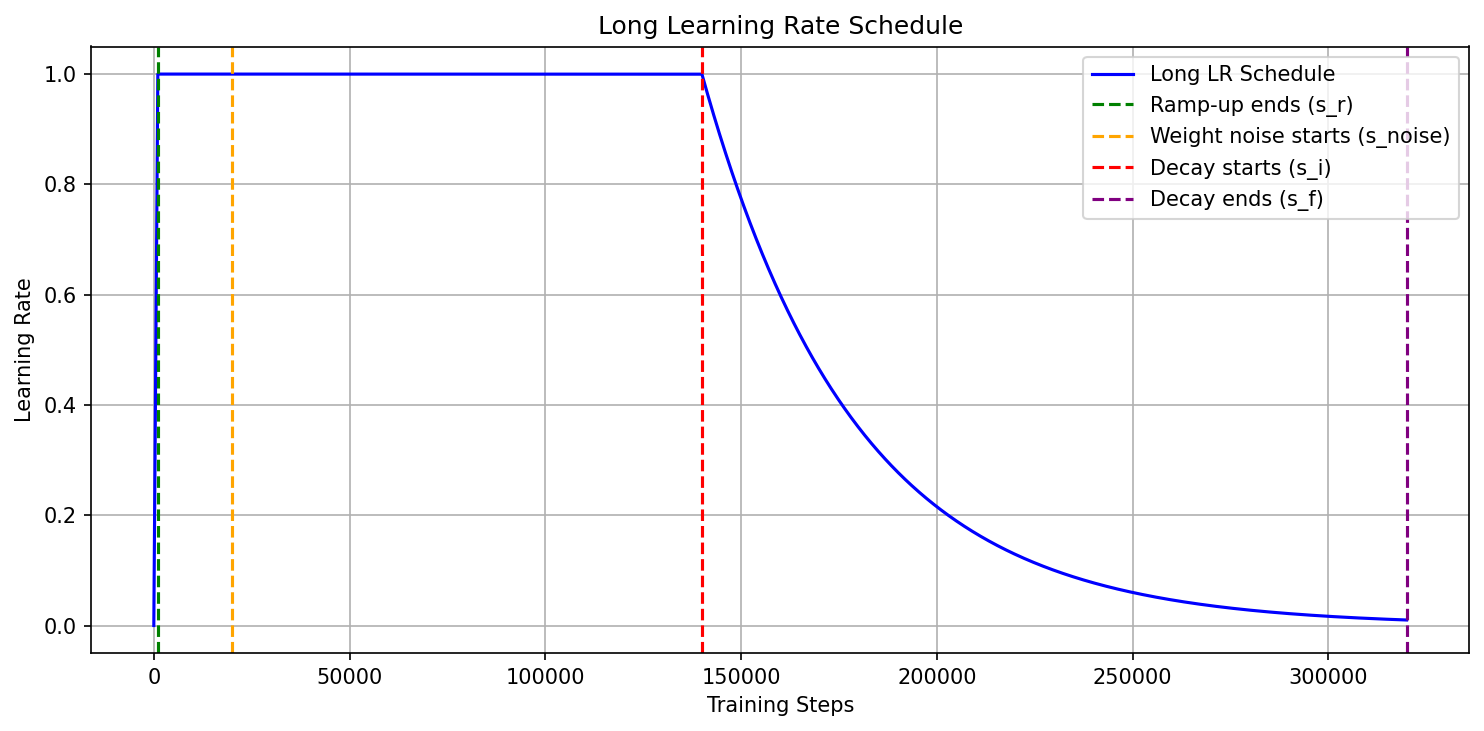 Long Learning Rate Schedule
Learning Rate
1.0
0.8
0.6
0.4
0.2
0.0
Long LR Schedule
Ramp-up ends (s_r)
Weight noise starts (s_noise)
Decay starts (s_i)
Decay ends (s_f)
0 50000 100000 150000 200000 250000 300000
Training Steps